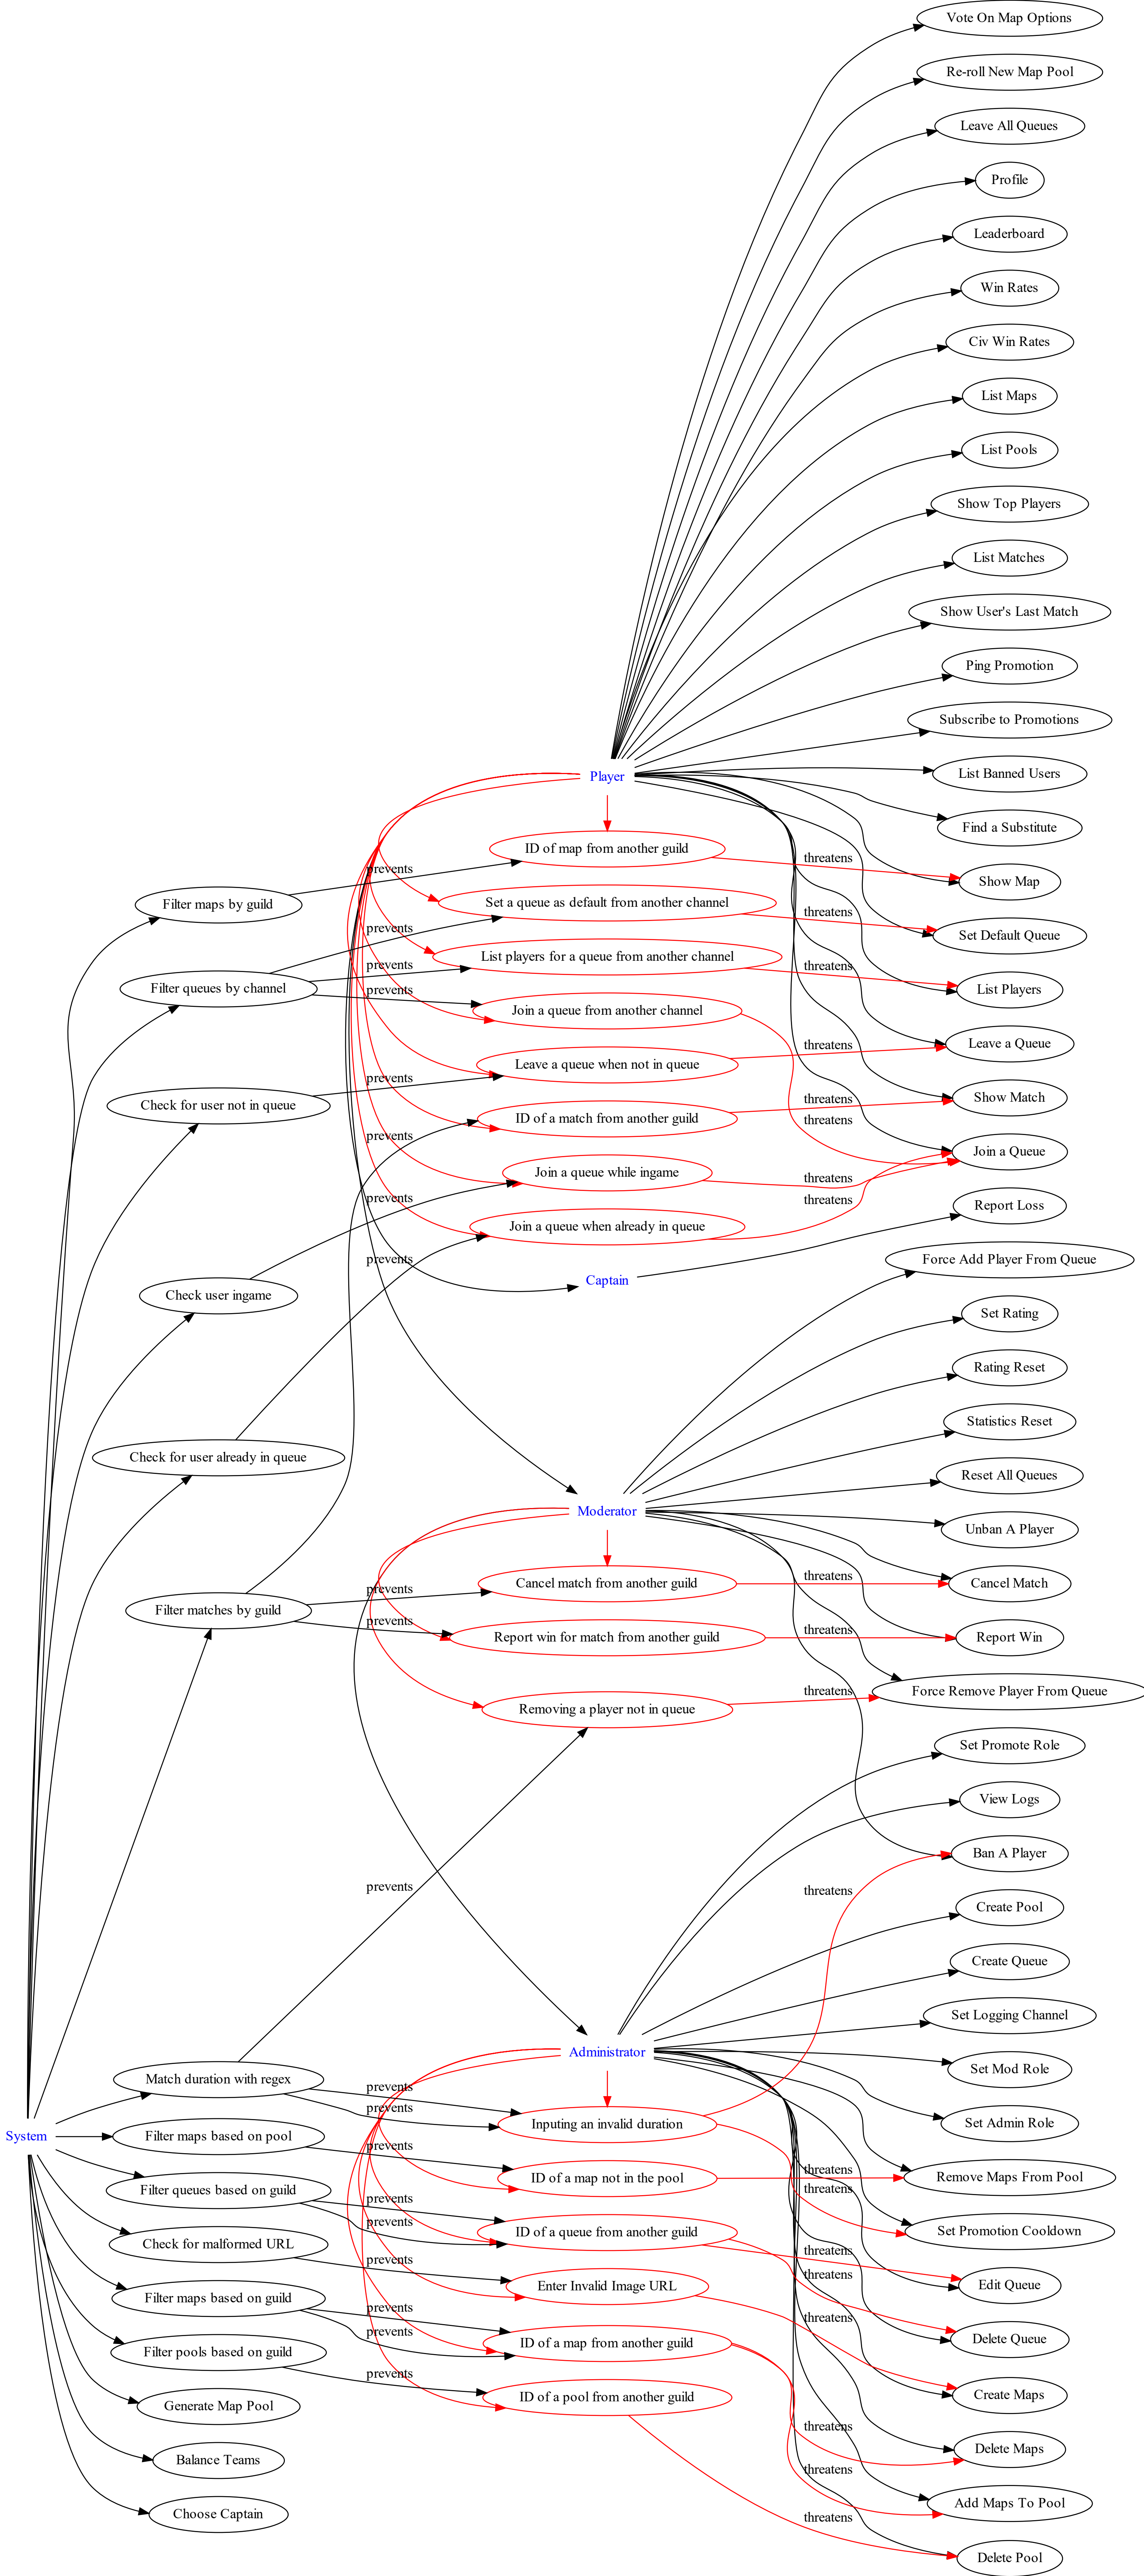 Vote On Map Options
Re-roll New Map Pool
Leave All Queues
Profile
Leaderboard
Win Rates
Civ Win Rates
List Maps
List Pools
Show Top Players
List Matches
Show User's Last Match
Ping Promotion
Subscribe to Promotions
List Banned Users
Player
Find a Substitute
ID of map from another guild
threatens
prevents
Show Map
Filter maps by guild
Set a queue as default from another channel
threatens
prevents
Set Default Queue
List players for a queue from another channel
threatens
prevents
Filter queues by channel
prevents
List Players
Join a queue from another channel
Leave a Queue
Leave a queue when not in queue
prevents
threatens
Show Match
Check for user not in queue
ID of a match from another guild
threatens
prevents
Join a Queue
Join a queue while ingame
threatens
prevents
threatens
Report Loss
Join a queue when already in queue
prevents
Force Add Player From Queue
Captain
Check user ingame
Set Rating
Rating Reset
Statistics Reset
Check for user already in queue
Reset All Queues
Moderator
Unban A Player
threatens
prevents
Cancel match from another guild
Cancel Match
Filter matches by guild
prevents
threatens
Report win for match from another guild
Report Win
threatens
Force Remove Player From Queue
Removing a player not in queue
Set Promote Role
View Logs
Ban A Player
prevents
threatens
Create Pool
Create Queue
Set Logging Channel
Administrator
Set Mod Role
Match duration with regex
prevents
prevents
Inputing an invalid duration
Set Admin Role
System
Filter maps based on pool
prevents
threatens
ID of a map not in the pool
Remove Maps From Pool
Filter queues based on guild
threatens
prevents
prevents
ID of a queue from another guild
Set Promotion Cooldown
Check for malformed URL
threatens
prevents
threatens
Enter Invalid Image URL
Edit Queue
Filter maps based on guild
prevents
threatens
prevents
ID of a map from another guild
Delete Queue
Filter pools based on guild
prevents
ID of a pool from another guild
Create Maps
Generate Map Pool
threatens
Delete Maps
Balance Teams
threatens
Add Maps To Pool
Choose Captain
threatens
Delete Pool